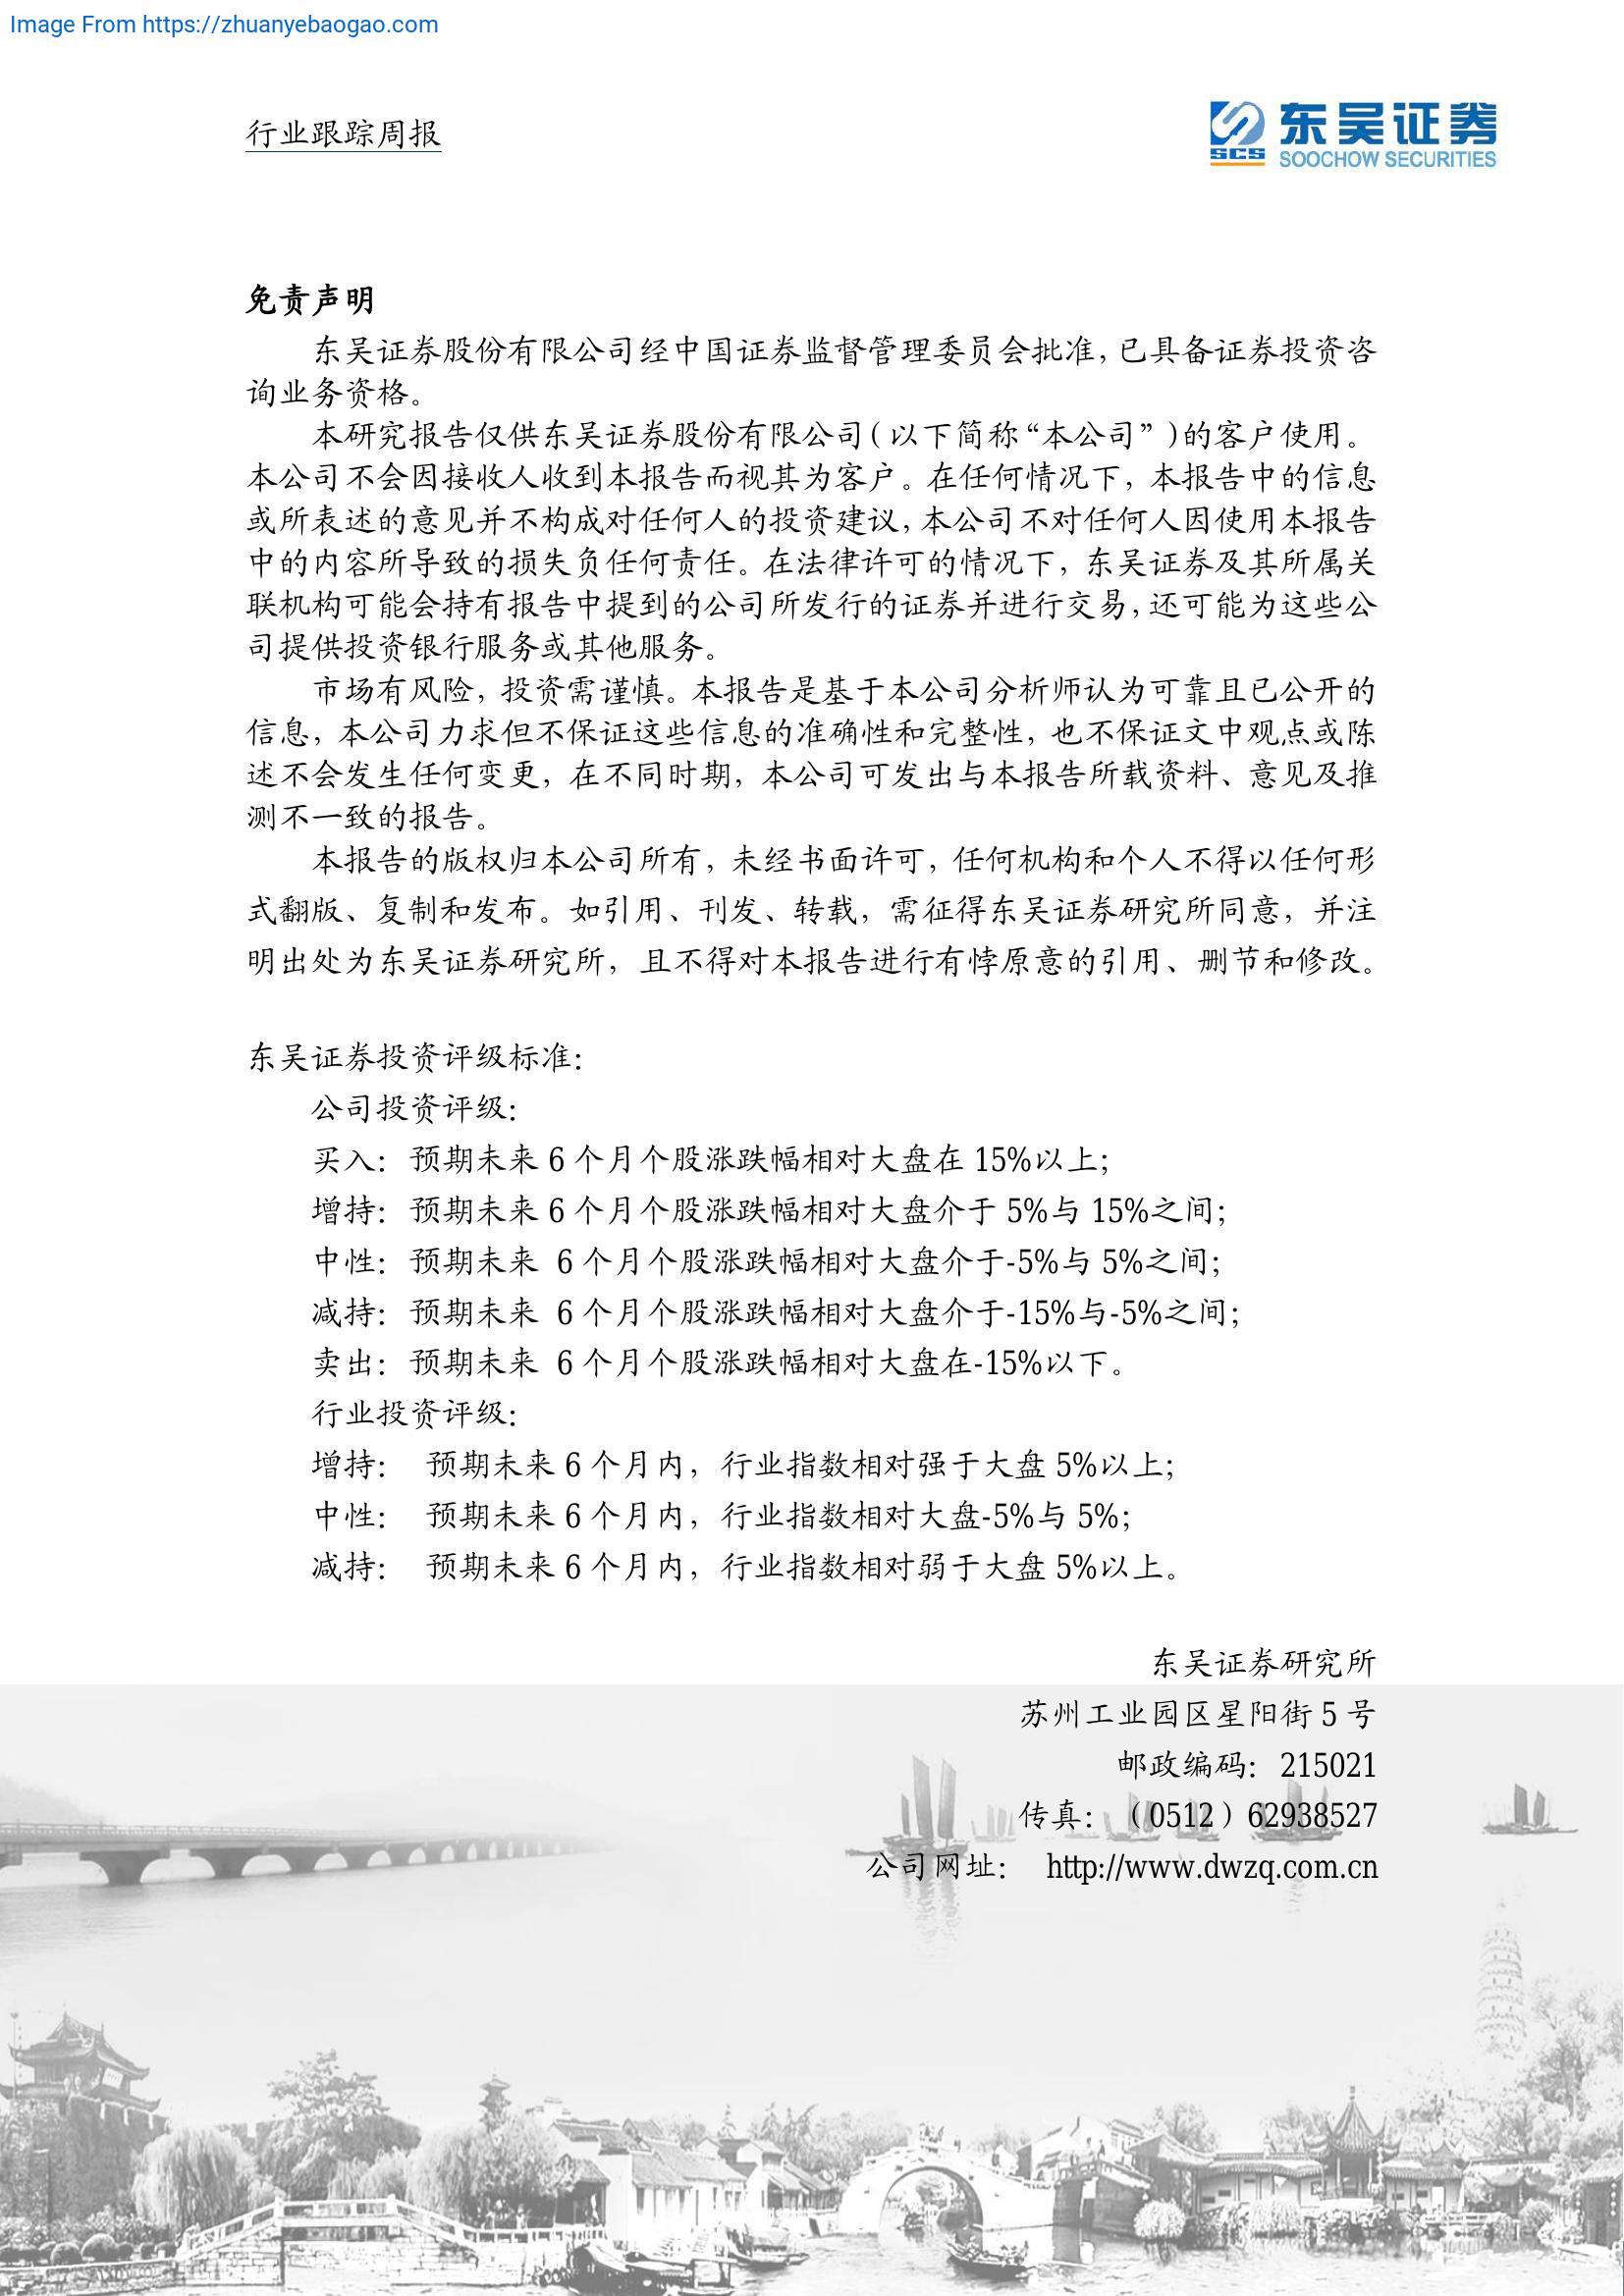 Image From https://zhuanyebaogao.com
行业跟踪周报
东吴证券
SCS
SOOCHOW SECURITIES
免责声明
东吴证券股份有限公司经中国证券监督管理委员会批准,已具备证券投资咨
询业务资格。
本研究报告仅供东吴证券股份有限公司(以下简称“本公司”)的客户使用。
本公司不会因接收人收到本报告而视其为客户。在任何情况下，本报告中的信息
或所表述的意见并不构成对任何人的投资建议,本公司不对任何人因使用本报告
中的内容所导致的损失负任何责任。在法律许可的情况下，东吴证券及其所属关
联机构可能会持有报告中提到的公司所发行的证券并进行交易,还可能为这些公
司提供投资银行服务或其他服务。
市场有风险，投资需谨慎。本报告是基于本公司分析师认为可靠且已公开的
信息，本公司力求但不保证这些信息的准确性和完整性，也不保证文中观点或陈
述不会发生任何变更，在不同时期，本公司可发出与本报告所载资料、意见及推
测不一致的报告。
本报告的版权归本公司所有，未经书面许可，任何机构和个人不得以任何形
式翻版、复制和发布。如引用、刊发、转载，需征得东吴证券研究所同意，并注
明出处为东吴证券研究所，且不得对本报告进行有悖原意的引用、删节和修改。
东吴证券投资评级标准：
公司投资评级：
买入：预期未来 6 个月个股涨跌幅相对大盘在 15%以上；
增持：预期未来 6 个月个股涨跌幅相对大盘介于 5%与 15%之间；
中性：预期未来 6 个月个股涨跌幅相对大盘介于-5%与 5%之间；
减持：预期未来 6 个月个股涨跌幅相对大盘介于-15%与-5%之间；
卖出：预期未来 6 个月个股涨跌幅相对大盘在-15%以下。
行业投资评级：
增持： 预期未来 6 个月内，行业指数相对强于大盘 5%以上；
中性： 预期未来 6 个月内，行业指数相对大盘-5%与 5%；
减持： 预期未来 6 个月内，行业指数相对弱于大盘 5%以上。
东吴证券研究所
苏州工业园区星阳街 5 号
邮政编码：215021
传真：（0512）62938527
公司网址： http://www.dwzq.com.cn